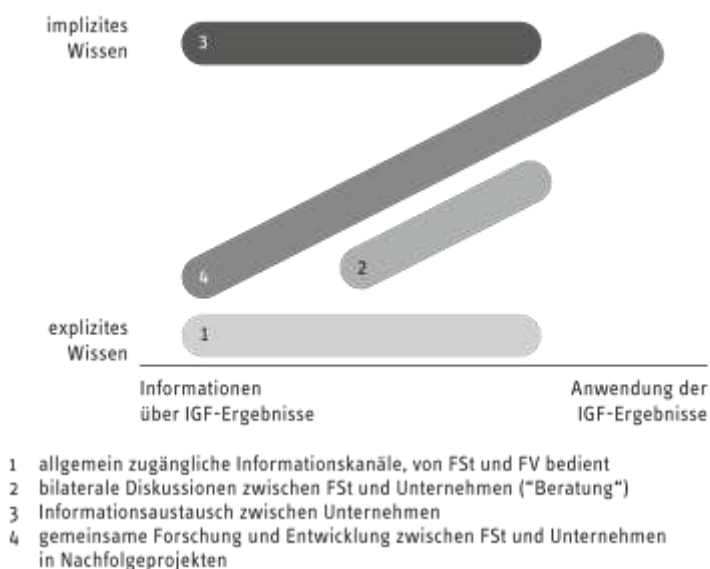 implizites
Wissen
3
4
2
explizites
Wissen
1
Informationen
über IGF-Ergebnisse
Anwendung der
IGF-Ergebnisse
1 allgemein zugängliche Informationskanäle, von FSt und FV bedient
2 bilaterale Diskussionen zwischen FSt und Unternehmen ("Beratung“)
3 Informationsaustausch zwischen Unternehmen
4 gemeinsame Forschung und Entwicklung zwischen FSt und Unternehmen
in Nachfolgeprojekten